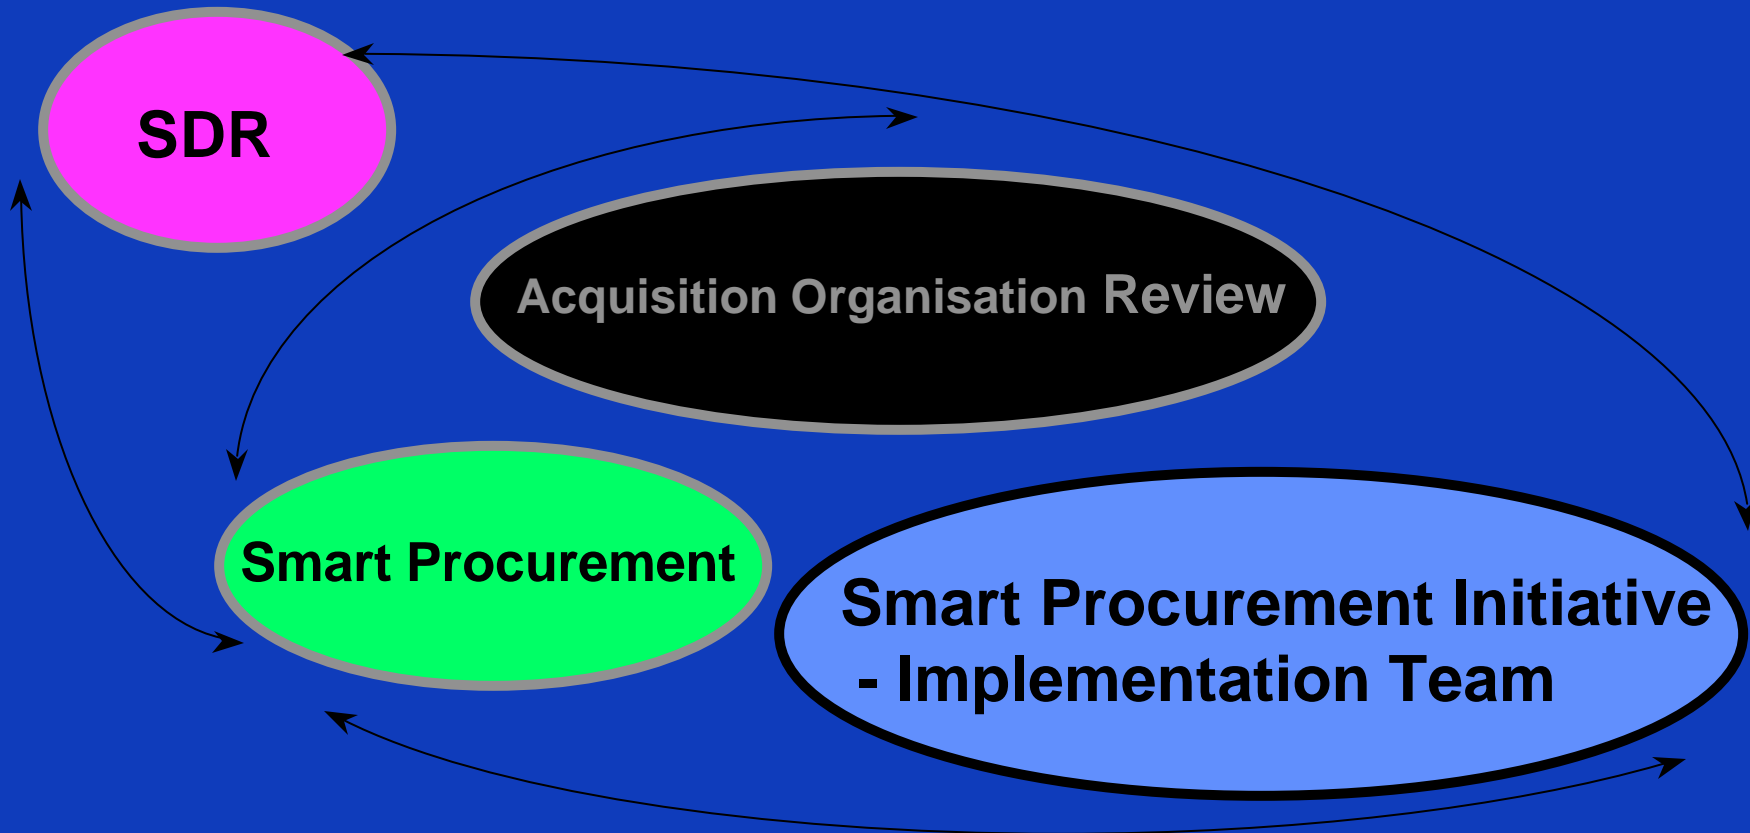 SDR
Acquisition Organisation Review
Smart Procurement
Smart Procurement Initiative
- Implementation Team